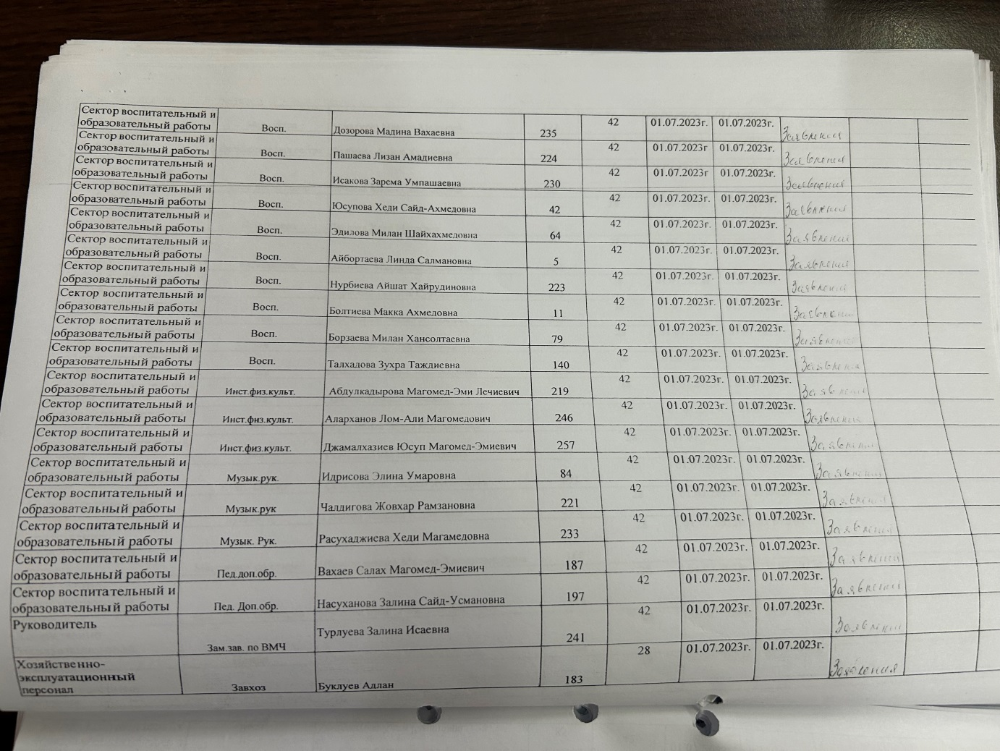 Сектор воспитательный и образовательный работы Восп. Дозорова Мадина Вахаевна 235 42 01.07.2023г. 01.07.2023г. Заявления
Сектор воспитательный и образовательный работы Восп. Пашаева Лизан Амадиевна 224 42 01.07.2023г 01.07.2023г. Заявления
Сектор воспитательный и образовательный работы Восп. Исакова Зарема Умпашаевна 230 42 01.07.2023г 01.07.2023г. Заявления
Сектор воспитательный и образовательный работы Восп. Юсупова Хеди Сайд-Ахмедовна 42 42 01.07.2023г. 01.07.2023г. Заявления
Сектор воспитательный и образовательный работы Восп. Эдилова Милан Шайхахмедовна 64 42 01.07.2023г. 01.07.2023г. Заявления
Сектор воспитательный и образовательный работы Восп. Айбортаева Линда Салмановна 5 42 01.07.2023г. 01.07.2023г. Заявления
Сектор воспитательный и образовательный работы Восп. Нурбиева Айшат Хайрудиновна 223 42 01.07.2023г. 01.07.2023г. Заявления
Сектор воспитательный и образовательный работы Восп. Болтиева Макка Ахмедовна 11 42 01.07.2023г. 01.07.2023г. Заявления
Сектор воспитательный и образовательный работы Восп. Борзаева Милан Хансолтаевна 79 42 01.07.2023г. 01.07.2023г. Заявления
Сектор воспитательный и образовательный работы Восп. Талхадова Зухра Таждиевна 140 42 01.07.2023г. 01.07.2023г. Заявления
Сектор воспитательный и образовательный работы Инст.физ.культ. Абдулкадырова Магомед-Эми Лечиевич 219 42 01.07.2023г. 01.07.2023г. Заявления
Сектор воспитательный и образовательный работы Инст.физ.культ. Аларханов Лом-Али Магомедович 246 42 01.07.2023г. 01.07.2023г. Заявления
Сектор воспитательный и образовательный работы Инст.физ.культ. Джамалхазиев Юсуп Магомед-Эмиевич 257 42 01.07.2023г. 01.07.2023г. Заявления
Сектор воспитательный и образовательный работы Музык.рук. Идрисова Элина Умаровна 84 42 01.07.2023г. 01.07.2023г. Заявления
Сектор воспитательный и образовательный работы Музык.рук Чалдигова Жовхар Рамзановна 221 42 01.07.2023г. 01.07.2023г. Заявления
Сектор воспитательный и образовательный работы Музык. Рук. Расухаджиева Хеди Магамедовна 233 42 01.07.2023г. 01.07.2023г. Заявления
Сектор воспитательный и образовательный работы Пед.доп.обр. Вахаев Салах Магомед-Эмиевич 187 42 01.07.2023г. 01.07.2023г. Заявления
Сектор воспитательный и образовательный работы Пед. Доп.обр. Насуханова Залина Сайд-Усмановна 197 42 01.07.2023г. 01.07.2023г. Заявления
Руководитель Зам.зав. по ВМЧ Турлуева Залина Исаевна 241 42 01.07.2023г. 01.07.2023г. Заявления
Хозяйственно-эксплуатационный персонал Завхоз Буклуев Адлан 183 28 01.07.2023г. 01.07.2023г. Заявления